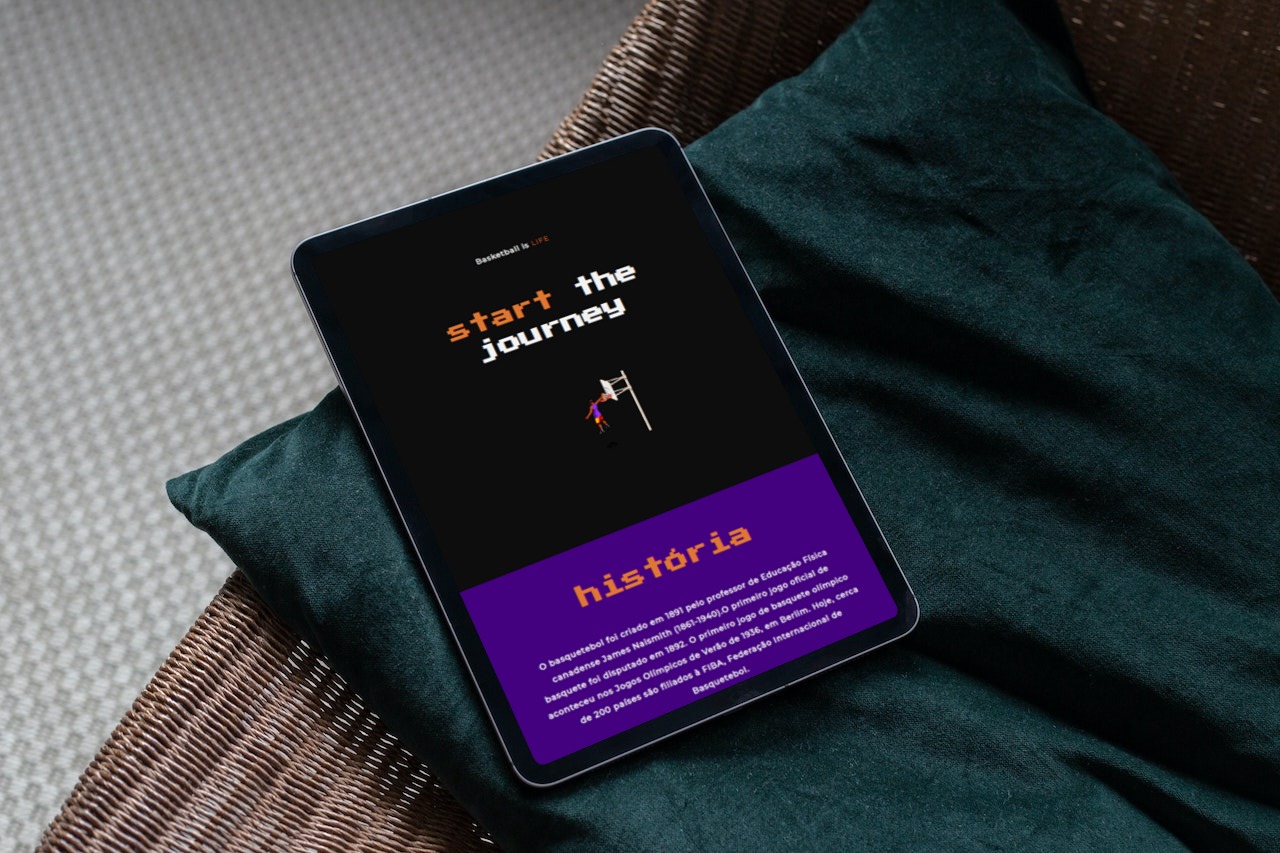 Basketball is LIFE
start the
journey
história
O basquetebol foi criado em 1891 pelo professor de Educação Física
canadense James Naismith (1861-1940).O primeiro jogo oficial de
basquete foi disputado em 1892. O primeiro jogo de basquete olímpico
aconteceu nos Jogos Olímpicos de Verão de 1936, em Berlim. Hoje, cerca
de 200 países são filiados à FIBA, Federação Internacional de
Basquetebol.